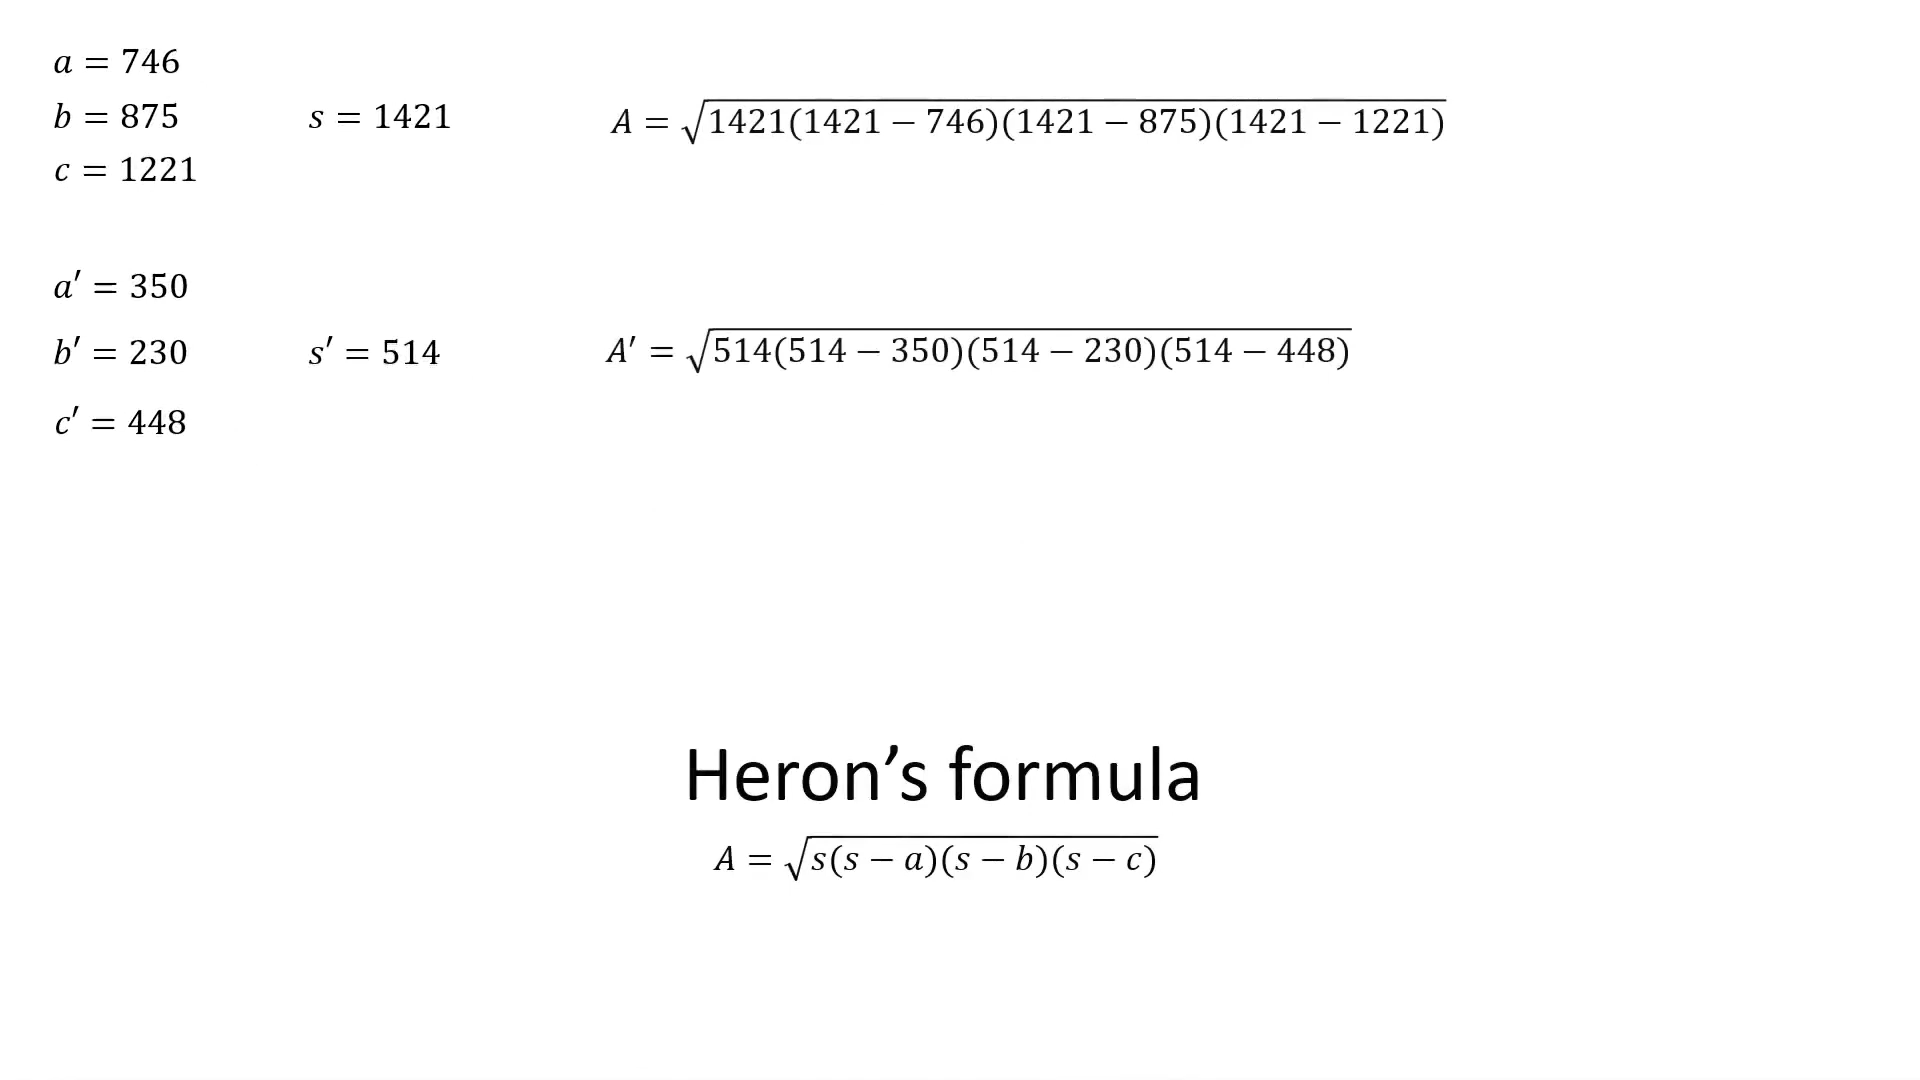 a = 746
b = 875
c = 1221
s = 1421
A = √1421(1421 − 746)(1421 − 875)(1421 − 1221)
a′ = 350
b′ = 230
c′ = 448
s′ = 514
A′ = √514(514 − 350)(514 − 230)(514 − 448)
Heron’s formula
A = √s(s − a)(s − b)(s − c)